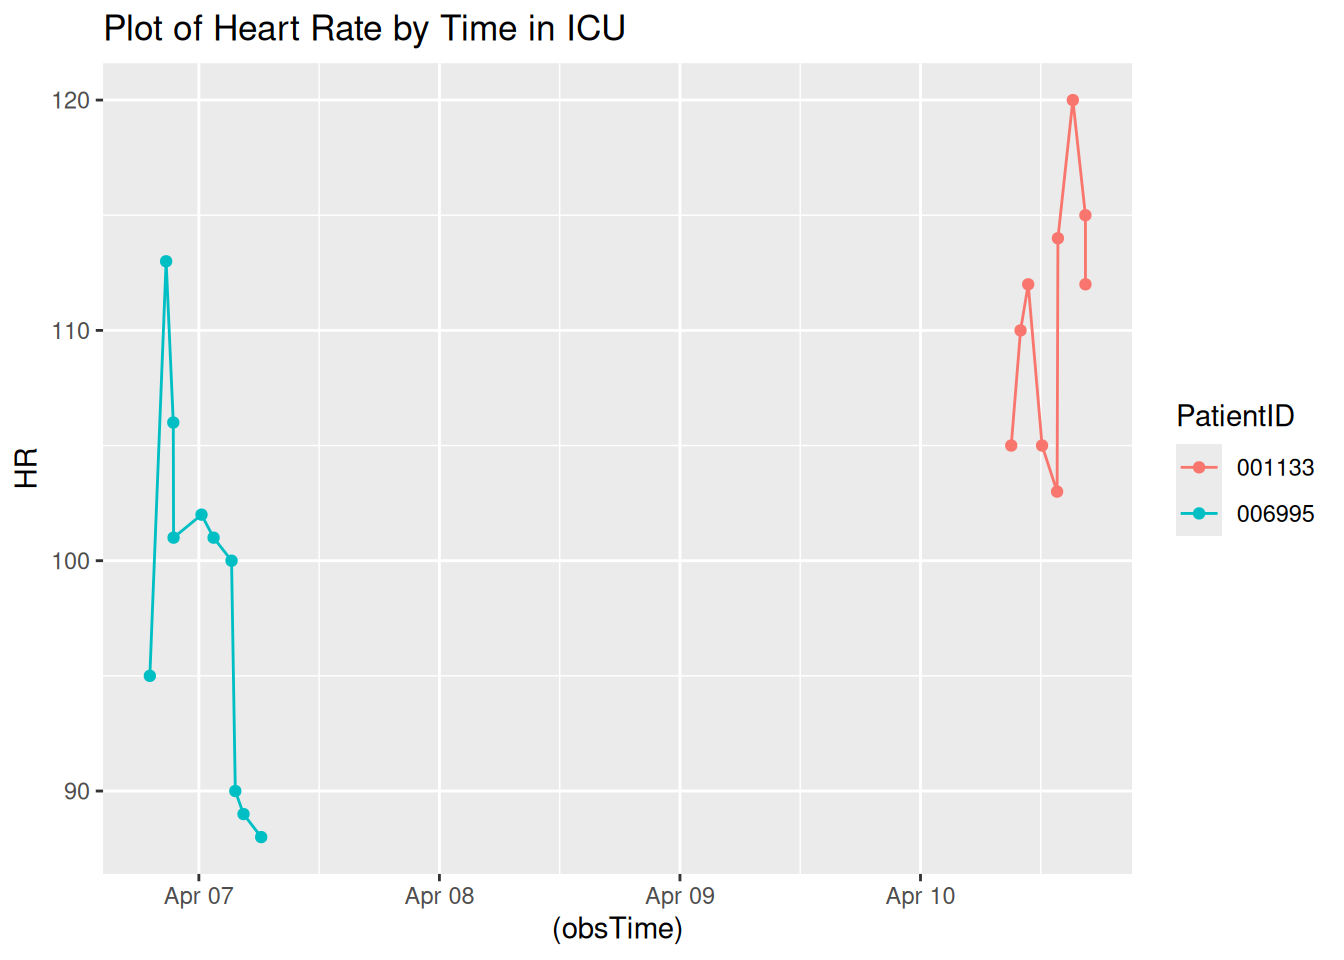 Plot of Heart Rate by Time in ICU
120
110
100
90
HR
Apr 07
Apr 08
Apr 09
Apr 10
(obsTime)
PatientID
001133
006995